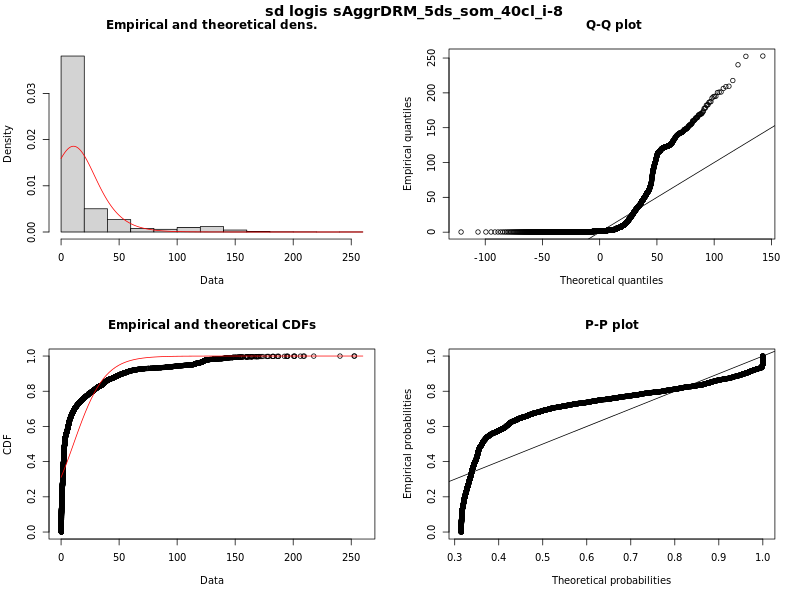 sd logis sAggrDRM_5ds_som_40cl_i-8
Empirical and theoretical dens.
Density
0.00 0.01 0.02 0.03
0 50 100 150 200 250
Data
Q-Q plot
Empirical quantiles
0 50 100 150 200 250
-100 -50 0 50 100 150
Theoretical quantiles
Empirical and theoretical CDFs
CDF
0.0 0.2 0.4 0.6 0.8 1.0
0 50 100 150 200 250
Data
P-P plot
Empirical probabilities
0.0 0.2 0.4 0.6 0.8 1.0
0.3 0.4 0.5 0.6 0.7 0.8 0.9 1.0
Theoretical probabilities